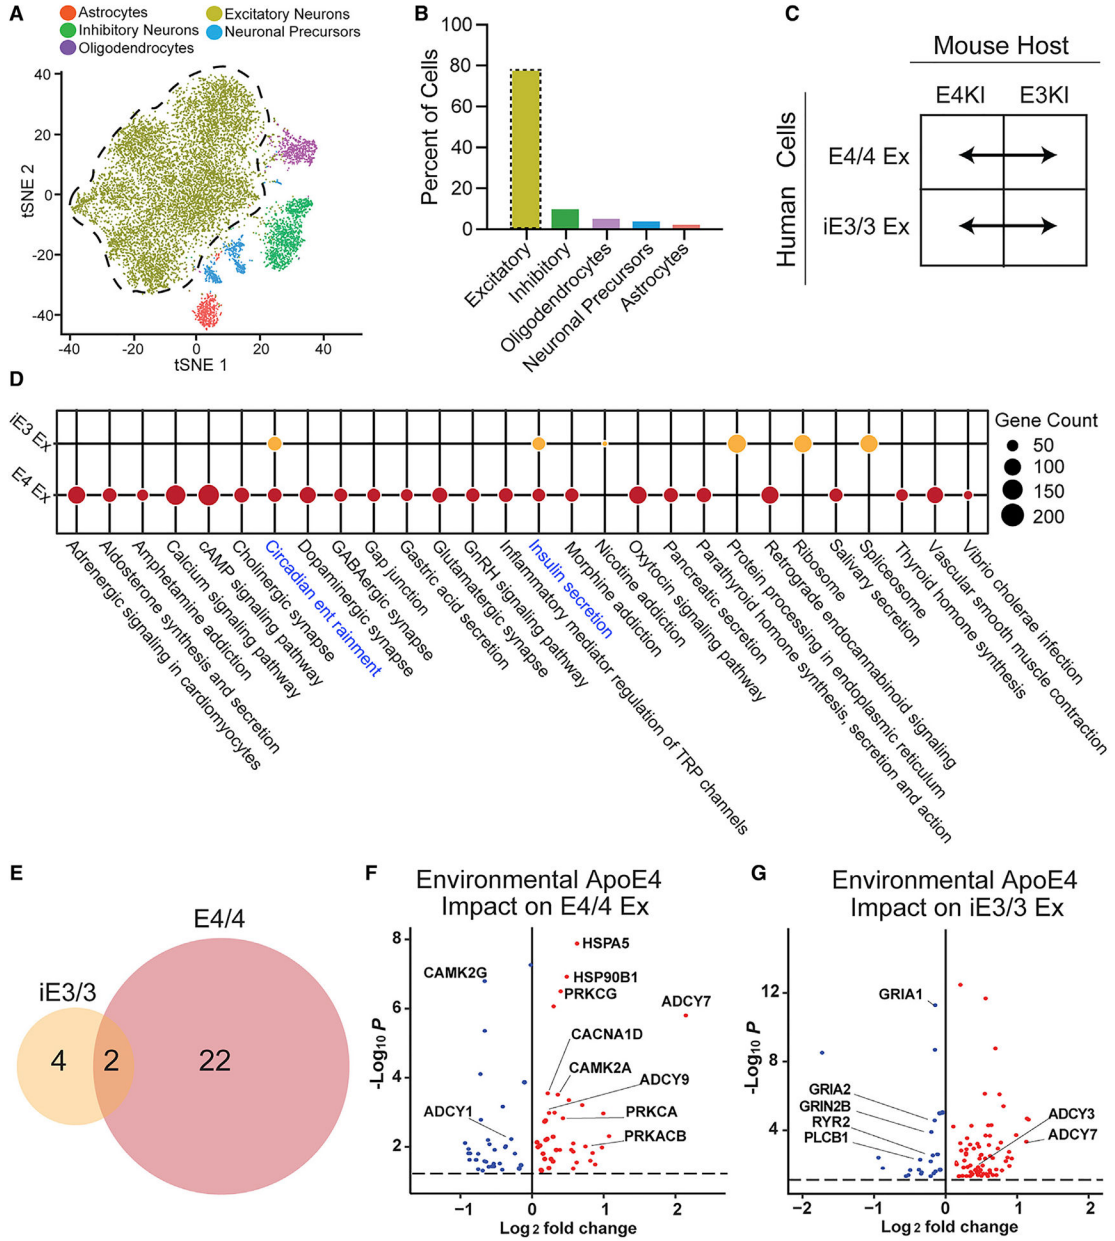 A
Astrocytes
Inhibitory Neurons
Oligodendrocytes
Excitatory Neurons
Neuronal Precursors
tSNE 2
40
20
0
-20
-40
-40
-20
0
20
40
tSNE 1
B
Percent of Cells
100
80
60
40
20
0
Excitatory
Inhibitory
Oligodendrocytes
Neuronal Precursors
Astrocytes
C
Mouse Host
E4KI
E3KI
Human Cells
E4/4 Ex
iE3/3 Ex
D
iE3 Ex
E4 Ex
Gene Count
50
100
150
200
Adrenergic signaling in cardiomyocytes
Aldosterone synthesis and secretion
Amphetamine addiction
Calcium signaling pathway
cAMP signaling pathway
Cholinergic synapse
Circadian ent rainment
Dopaminergic synapse
GABAergic synapse
Gap junction
Gastric acid secretion
Glutamatergic synapse
GnRH signaling pathway
Inflammatory mediator regulation of TRP channels
Insulin secretion
Morphine addiction
Nicotine addiction
Oxytocin signaling pathway
Pancreatic secretion
Parathyroid homone synthesis, secretion and action
Protein processing in endoplasmic reticulum
Retrograde endocannabinoid signaling
Ribosome
Salivary secretion
Spliceosome
Thyroid homone synthesis
Vascular smooth muscle contraction
Vibrio cholerae infection
E
E4/4
iE3/3
4
2
22
F
Environmental ApoE4
Impact on E4/4 Ex
-Log10 P
8
6
4
2
HSPA5
CAMK2G
HSP90B1
PRKCG
ADCY7
CACNA1D
CAMK2A
ADCY9
ADCY1
PRKCA
PRKACB
−1
0
1
2
Log2 fold change
G
Environmental ApoE4
Impact on iE3/3 Ex
-Log10 P
12
8
4
GRIA1
GRIA2
GRIN2B
RYR2
PLCB1
ADCY3
ADCY7
−2
−1
0
1
2
Log2 fold change